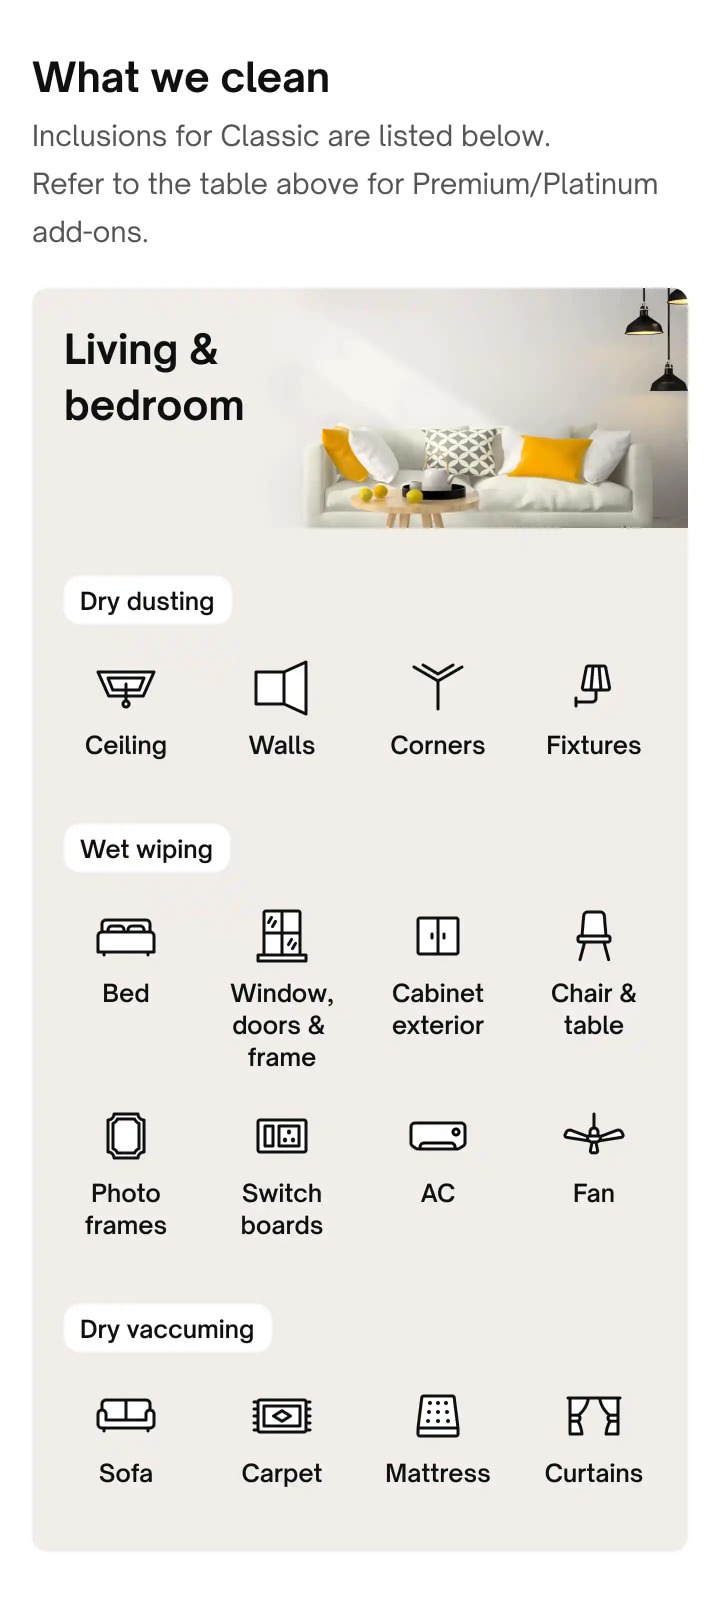 What we clean
Inclusions for Classic are listed below.
Refer to the table above for Premium/Platinum
add-ons.
Living &
bedroom
Dry dusting
Ceiling
Walls
Corners
Fixtures
Wet wiping
Bed
Window,
doors &
frame
Cabinet
exterior
Chair &
table
Photo
frames
Switch
boards
AC
Fan
Dry vaccuming
Sofa
Carpet
Mattress
Curtains